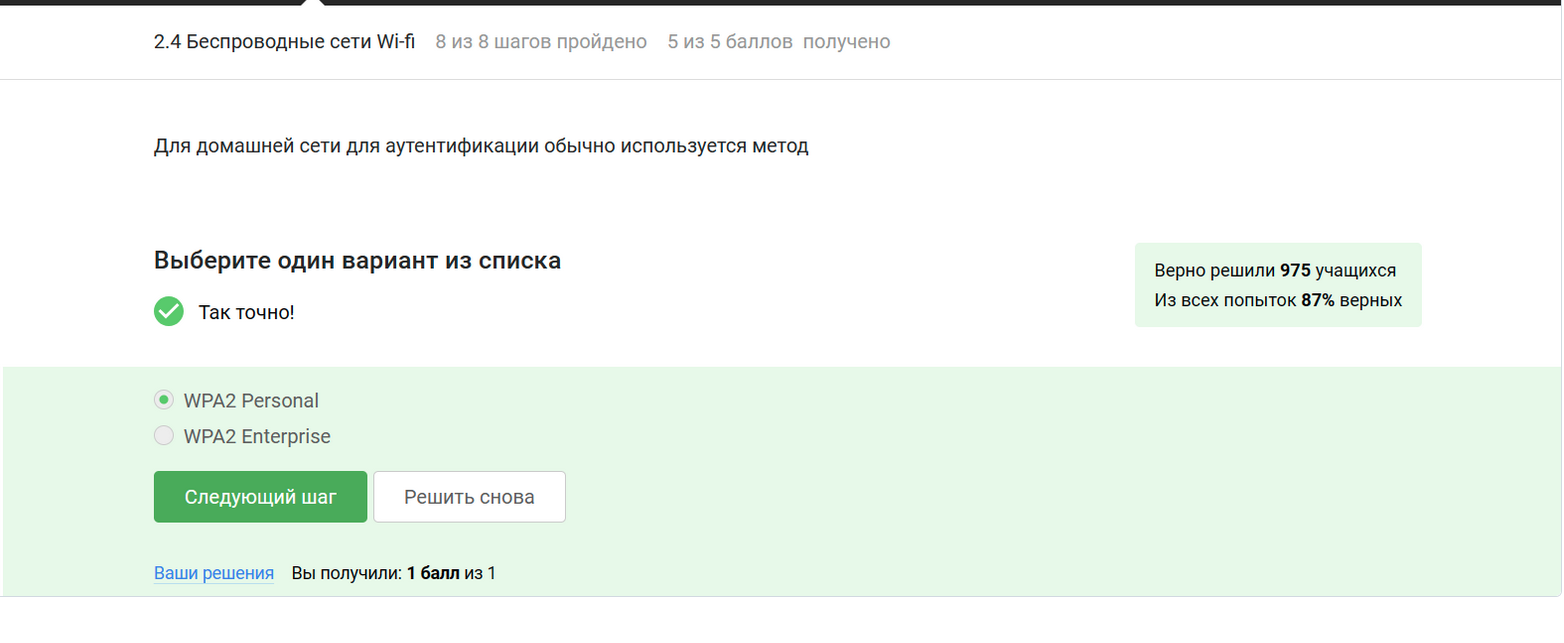 2.4 Беспроводные сети Wi-fi 8 из 8 шагов пройдено 5 из 5 баллов получено
Для домашней сети для аутентификации обычно используется метод
Выберите один вариант из списка
Так точно!
Верно решили 975 учащихся
Из всех попыток 87% верных
WPA2 Personal
WPA2 Enterprise
Следующий шаг Решить снова
Ваши решения Вы получили: 1 балл из 1